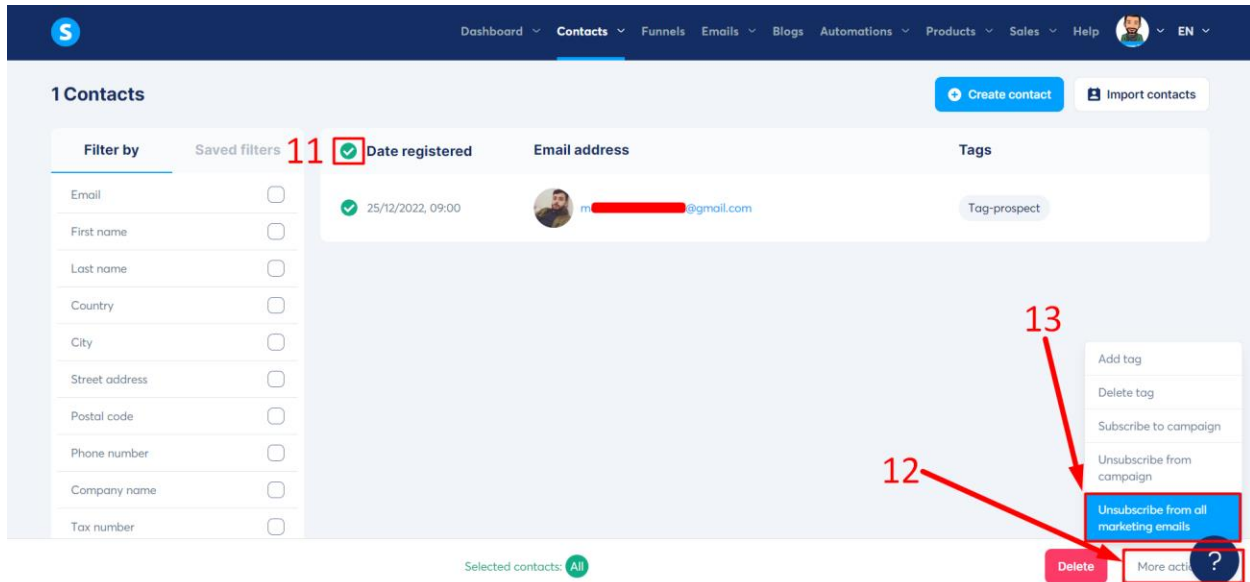 S
Dashboard Contacts Funnels Emails Blogs Automations Products Sales Help EN
1 Contacts
Create contact
Import contacts
Filter by
Saved filters
11
Date registered
Email address
Tags
Email
25/12/2022, 09:00
m
@gmail.com
Tag-prospect
First name
Last name
Country
City
Street address
Postal code
Phone number
Company name
Tax number
13
Add tag
Delete tag
Subscribe to campaign
Unsubscribe from
campaign
12
Unsubscribe from all
marketing emails
Selected contacts: All
Delete
More
?